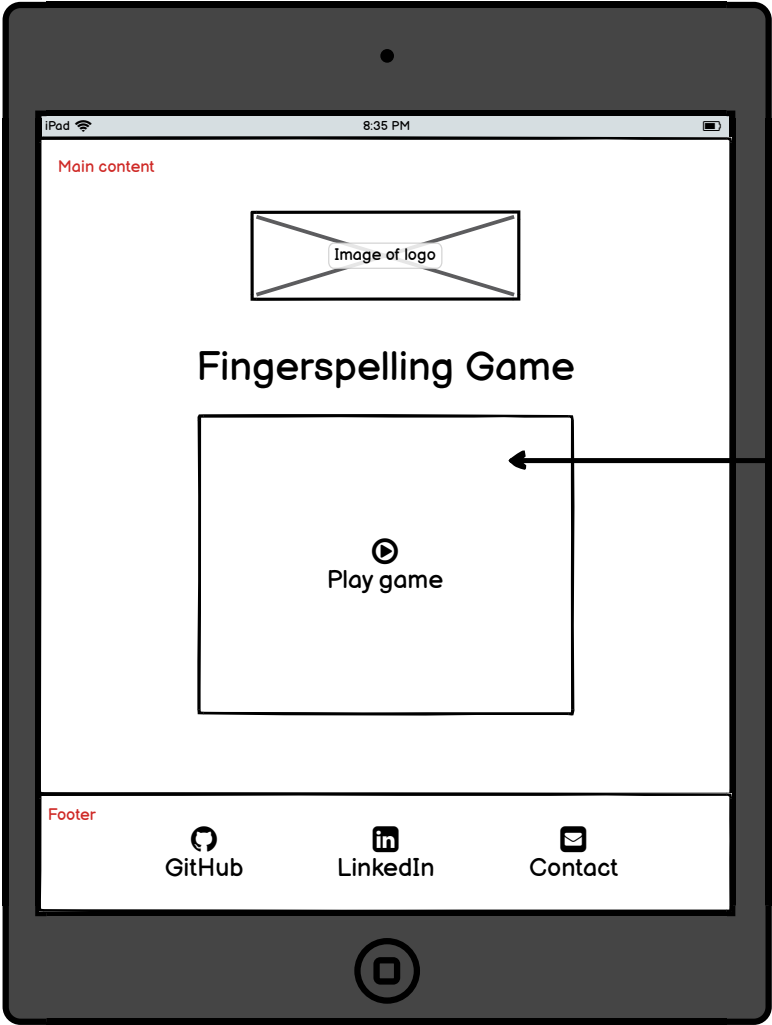 iPad 8:35 PM
Main content
Image of logo
Fingerspelling Game
Play game
Footer
GitHub LinkedIn Contact